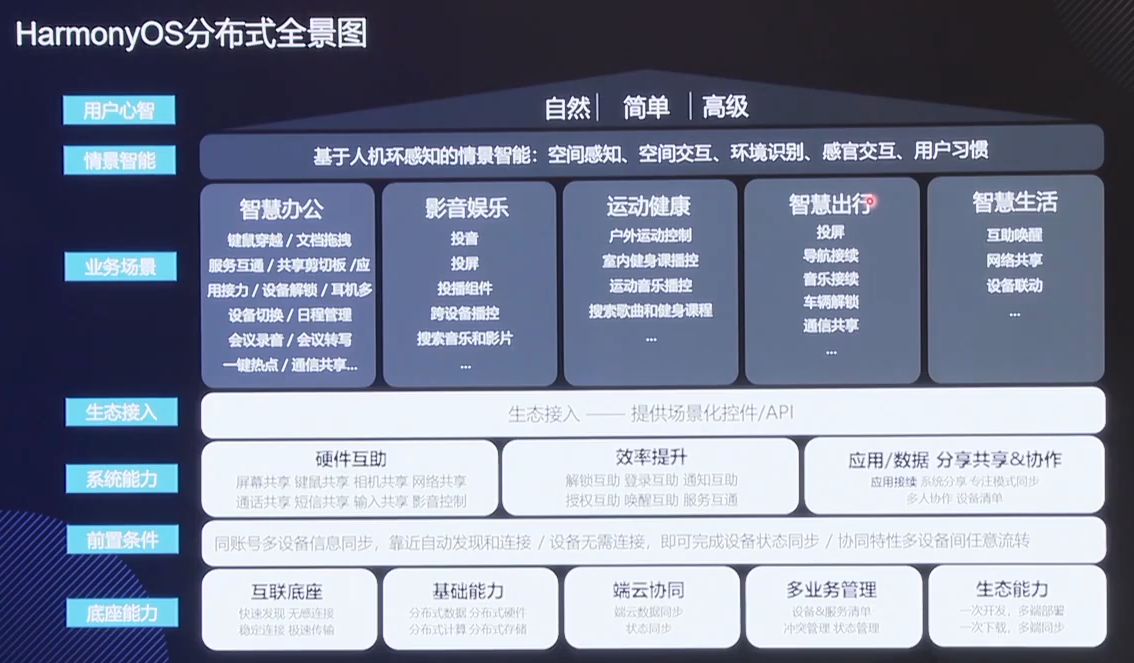 HarmonyOS分布式全景图
用户心智
自然 | 简单 | 高级
情景智能
基于人机环感知的情景智能：空间感知、空间交互、环境识别、感官交互、用户习惯
业务场景
智慧办公
键鼠穿越 / 文档拖拽
服务互通 / 共享剪切板 /应
用接力 / 设备解锁 / 耳机多
设备切换 / 日程管理
会议录音 / 会议转写
一键热点 / 通信共享...
影音娱乐
投音
投屏
投播组件
跨设备播控
搜索音乐和影片
...
运动健康
户外运动控制
室内健身课播控
运动音乐播控
搜索歌曲和健身课程
...
智慧出行
投屏
导航接续
音乐接续
车辆解锁
通信共享
...
智慧生活
互助唤醒
网络共享
设备联动
...
生态接入
生态接入 —— 提供场景化控件/API
系统能力
硬件互助
屏幕共享 键鼠共享 相机共享 网络共享
通话共享 短信共享 输入共享 影音控制
效率提升
解锁互助 登录互助 通知互助
授权互助 唤醒互助 服务互通
应用/数据 分享共享&协作
应用接续 系统分享 专注模式同步
多人协作 设备清单
前置条件
同账号多设备信息同步，靠近自动发现和连接 / 设备无需连接，即可完成设备状态同步 / 协同特性多设备间任意流转
底座能力
互联底座
快速发现 无感连接
稳定连接 极速传输
基础能力
分布式数据 分布式硬件
分布式计算 分布式存储
端云协同
端云数据同步
状态同步
多业务管理
设备&服务清单
冲突管理 状态管理
生态能力
一次开发，多端部署
一次下载，多端同步